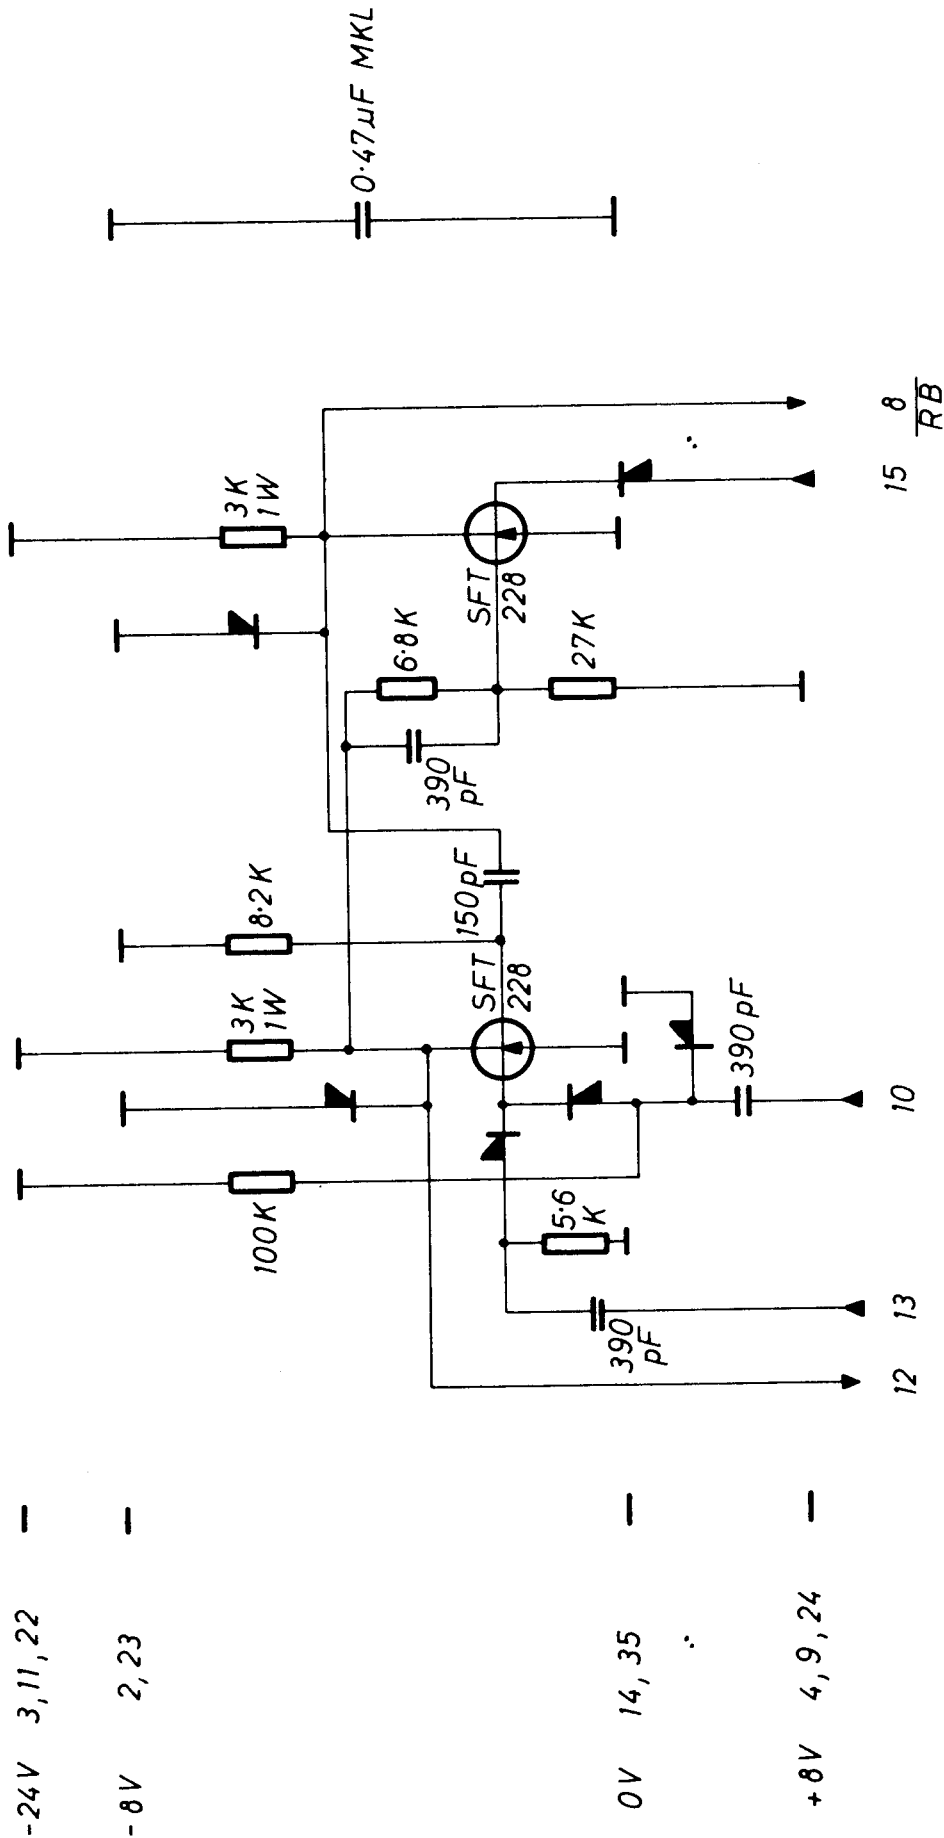 -24V 3,11,22
-8V 2,23
0V 14,35
+8V 4,9,24
100K
3K
1W
8.2K
3K
1W
0.47µF MKL
390
pF
6.8K
SFT
228
27K
150pF
SFT
228
5.6
K
390
pF
390pF
12
13
10
15
8
RB